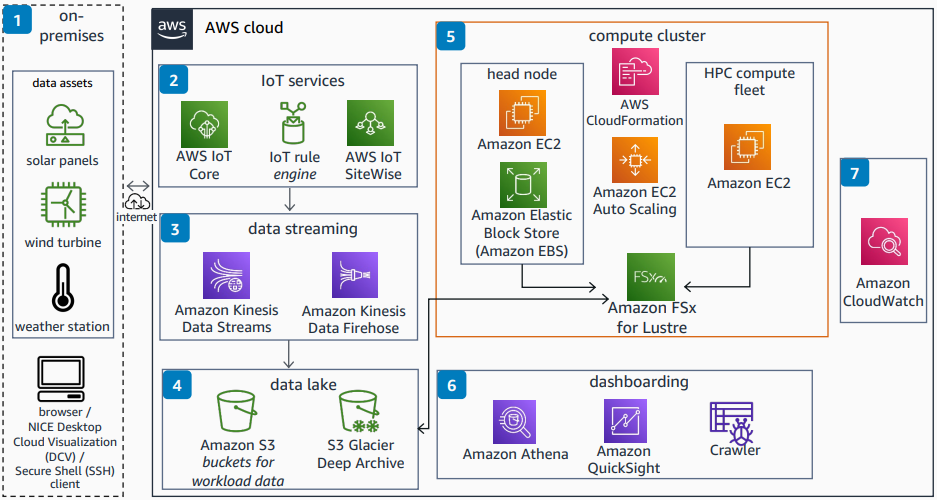 1
on-
premises
data assets
solar panels
wind turbine
weather station
browser /
NICE Desktop
Cloud Visualization
(DCV) /
Secure Shell (SSH)
client
internet
aws
AWS cloud
2
IoT services
AWS IoT
Core
IoT rule
engine
AWS IoT
SiteWise
3
data streaming
Amazon Kinesis
Data Streams
Amazon Kinesis
Data Firehose
4
data lake
Amazon S3
buckets for
workload data
S3 Glacier
Deep Archive
5
compute cluster
head node
Amazon EC2
Amazon Elastic
Block Store
(Amazon EBS)
AWS
CloudFormation
Amazon EC2
Auto Scaling
HPC compute
fleet
Amazon EC2
FSx
Amazon FSx
for Lustre
6
dashboarding
Amazon Athena
Amazon
QuickSight
Crawler
7
Amazon
CloudWatch